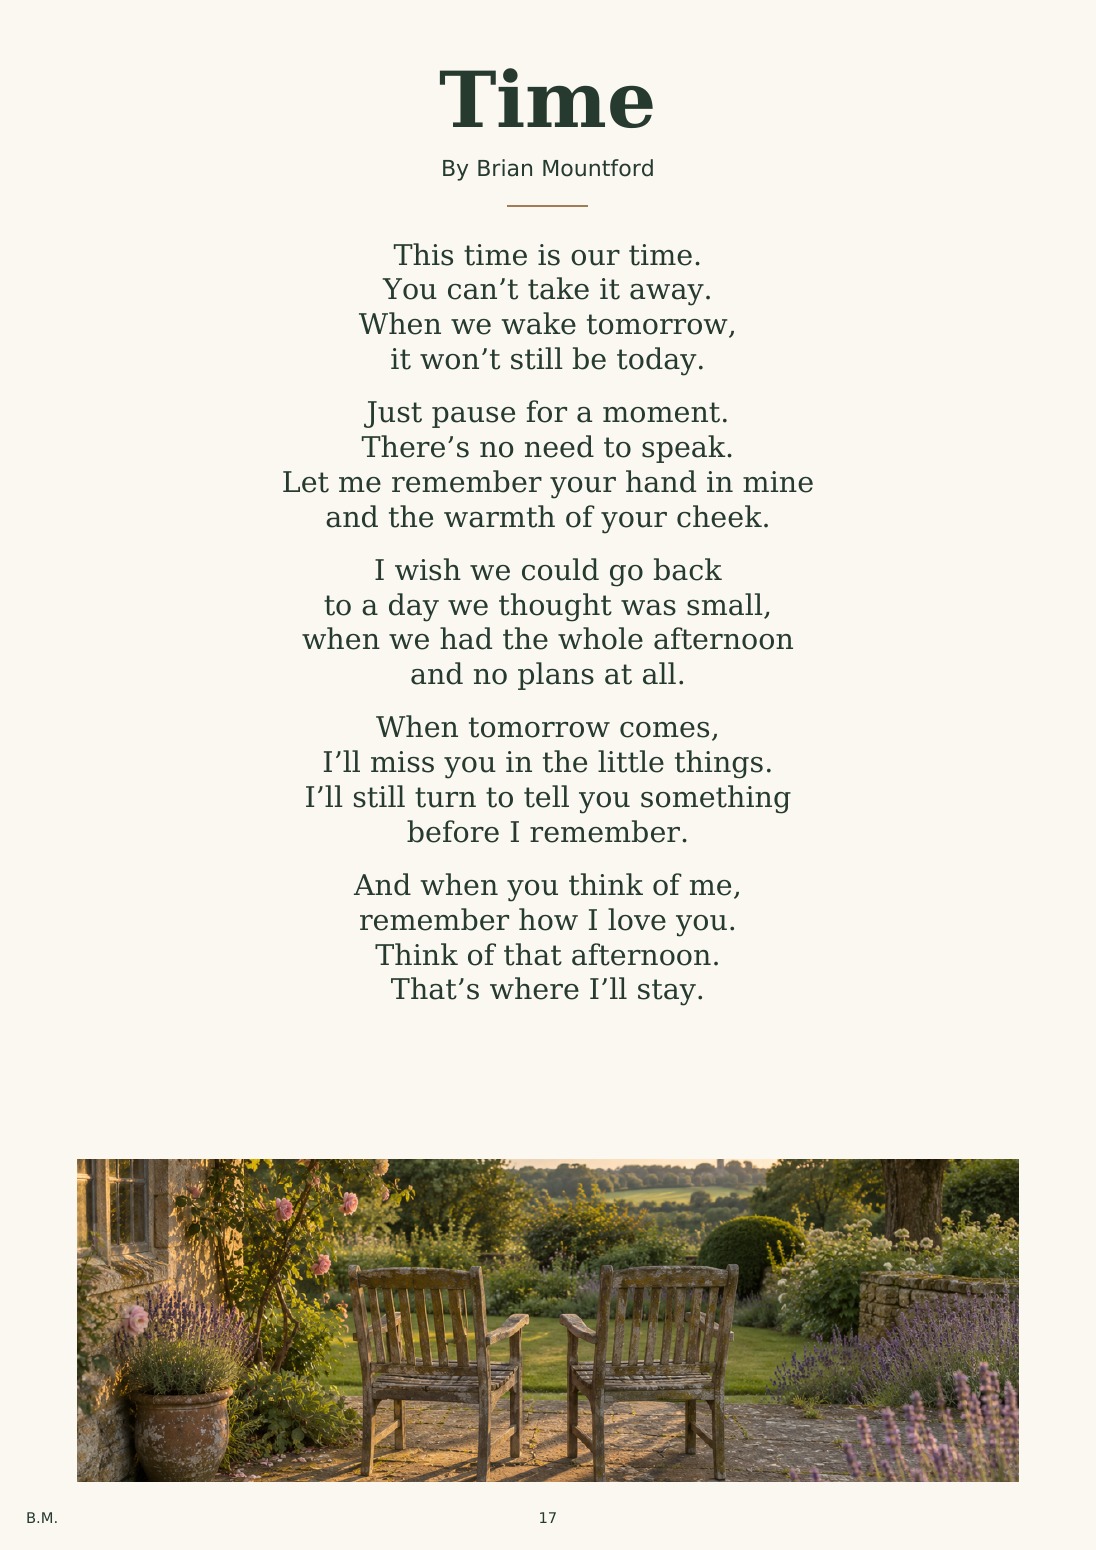 Time
By Brian Mountford
This time is our time.
You can’t take it away.
When we wake tomorrow,
it won’t still be today.
Just pause for a moment.
There’s no need to speak.
Let me remember your hand in mine
and the warmth of your cheek.
I wish we could go back
to a day we thought was small,
when we had the whole afternoon
and no plans at all.
When tomorrow comes,
I’ll miss you in the little things.
I’ll still turn to tell you something
before I remember.
And when you think of me,
remember how I love you.
Think of that afternoon.
That’s where I’ll stay.
B.M.
17